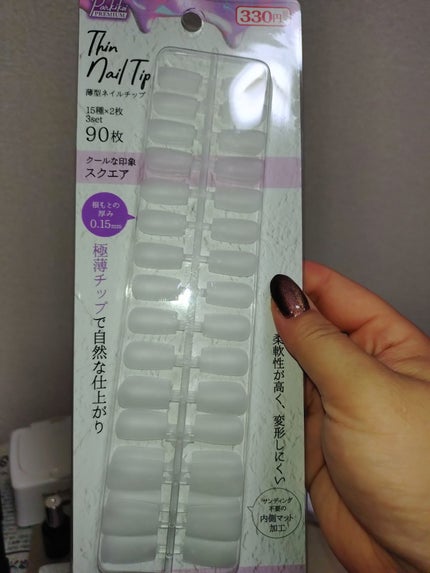 Parkikoi
PREMIUM
330円
Thin
Nail Tip
薄型ネイルチップ
15種×2枚
3set
90枚
クールな印象
スクエア
根もとの
厚み
0.15mm
極薄チップで自然な仕上がり
柔軟性が高く、変形しにくい
サンディング
不要の
内側マット
加工